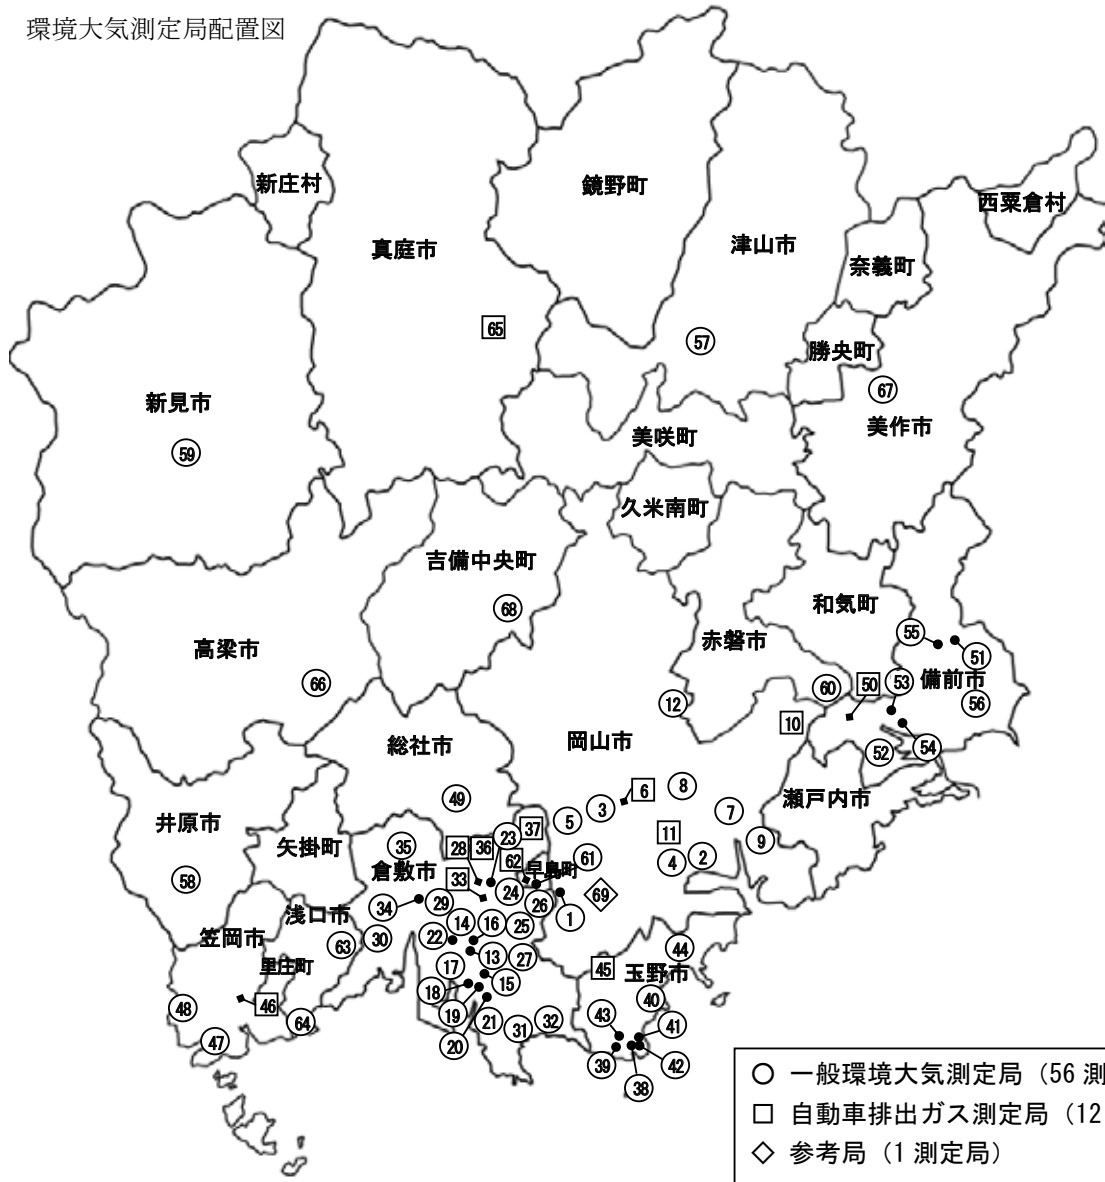 環境大気測定局配置図
新庄村
鏡野町
西粟倉村
真庭市
津山市
奈義町
65
57
勝央町
67
新見市
美作市
美咲町
59
久米南町
吉備中央町
68
和気町
55
赤磐市
51
高梁市
66
60
50
53
備前市
12
56
10
岡山市
総社市
54
52
6
8
瀬戸内市
49
3
7
井原市
5
37
23
11
9
矢掛町
35
28
36
62
61
4
2
倉敷市
早島町
58
33
24
69
34
29
26
1
浅口市
14
16
25
笠岡市
63
30
22
44
13
27
里庄町
17
45
玉野市
15
18
46
40
48
19
64
21
32
43
41
31
47
20
39
42
38
○ 一般環境大気測定局（56 測
□ 自動車排出ガス測定局（12
◇ 参考局（1 測定局）